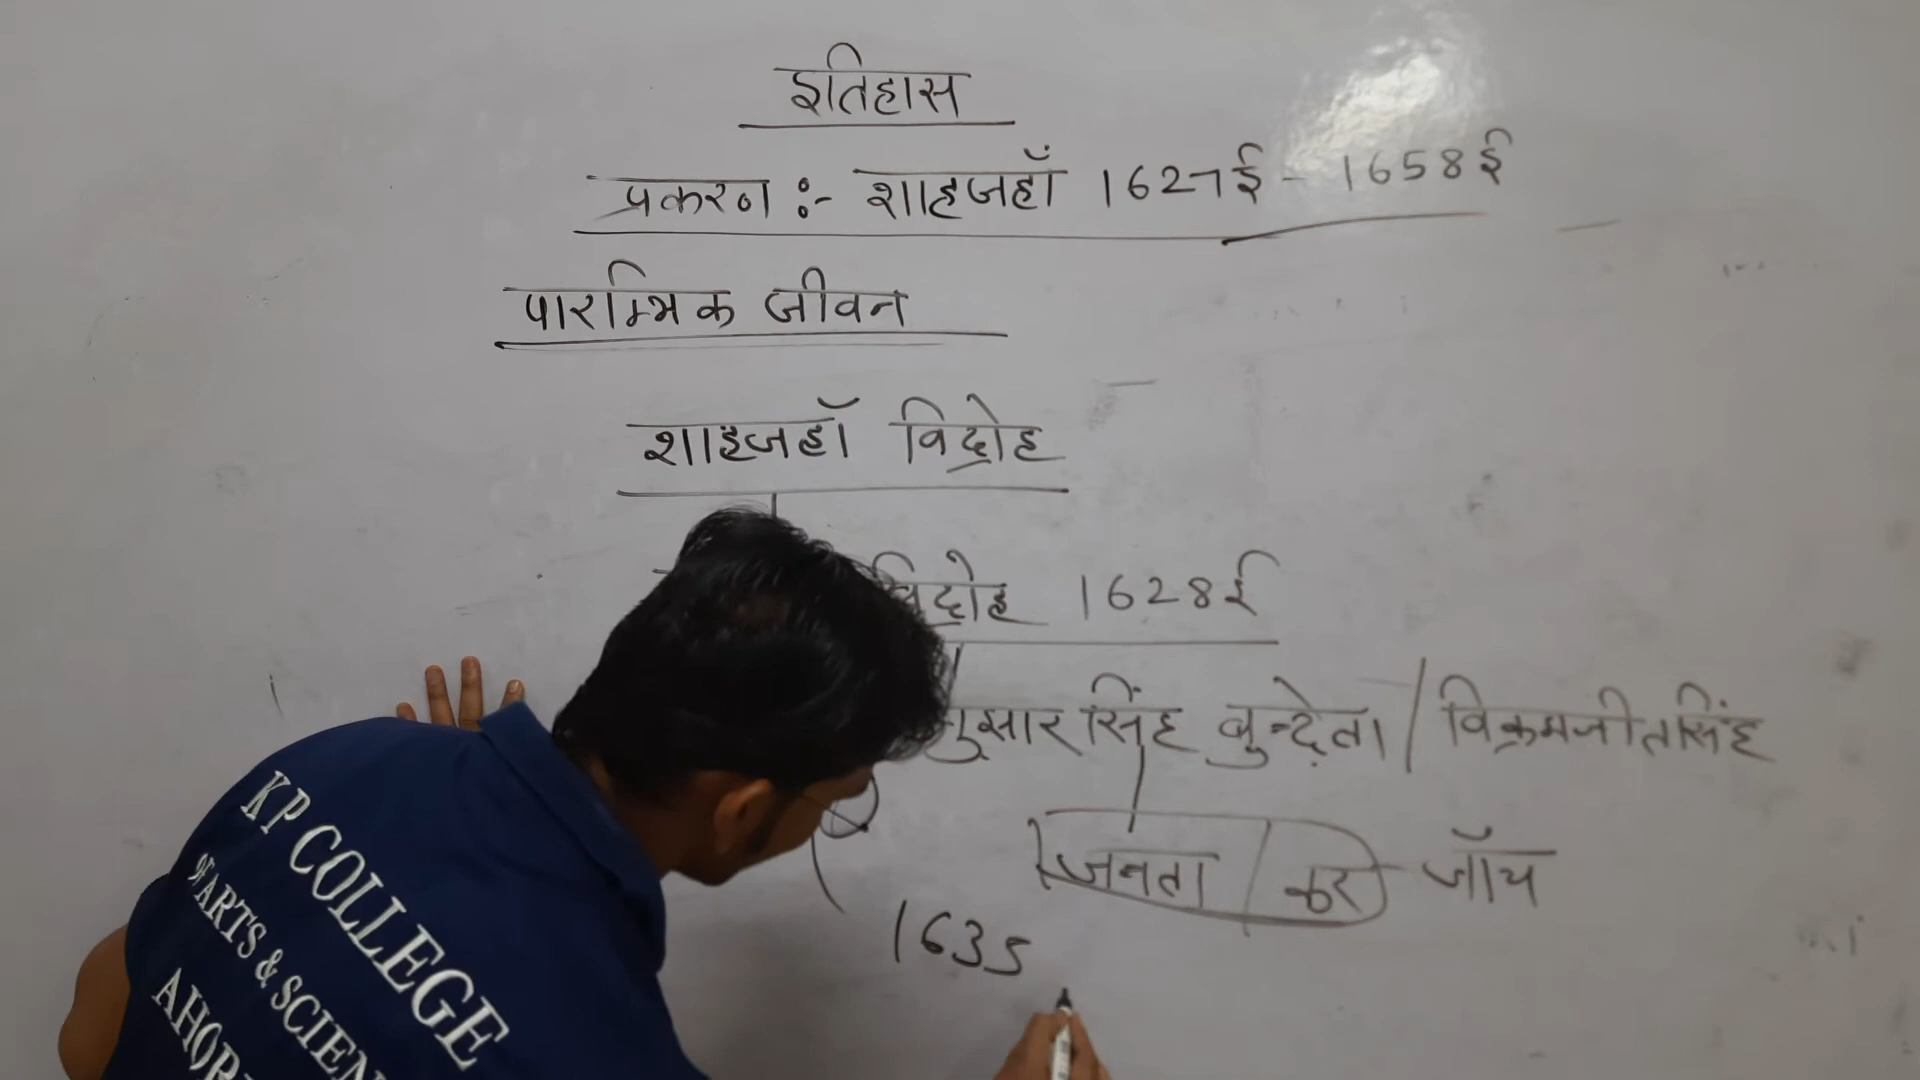 इतिहास
प्रकरण :- शाहजहाँ 1627ई - 1658ई
पारम्भिक जीवन
शाहजहाँ विद्रोह
विद्रोह 1628ई
सिंह बुन्देता / विक्रमजीतसिंह
जनता / कर जाँय
1635
KP COLLEGE
OF ARTS & SCIEN
AHOR